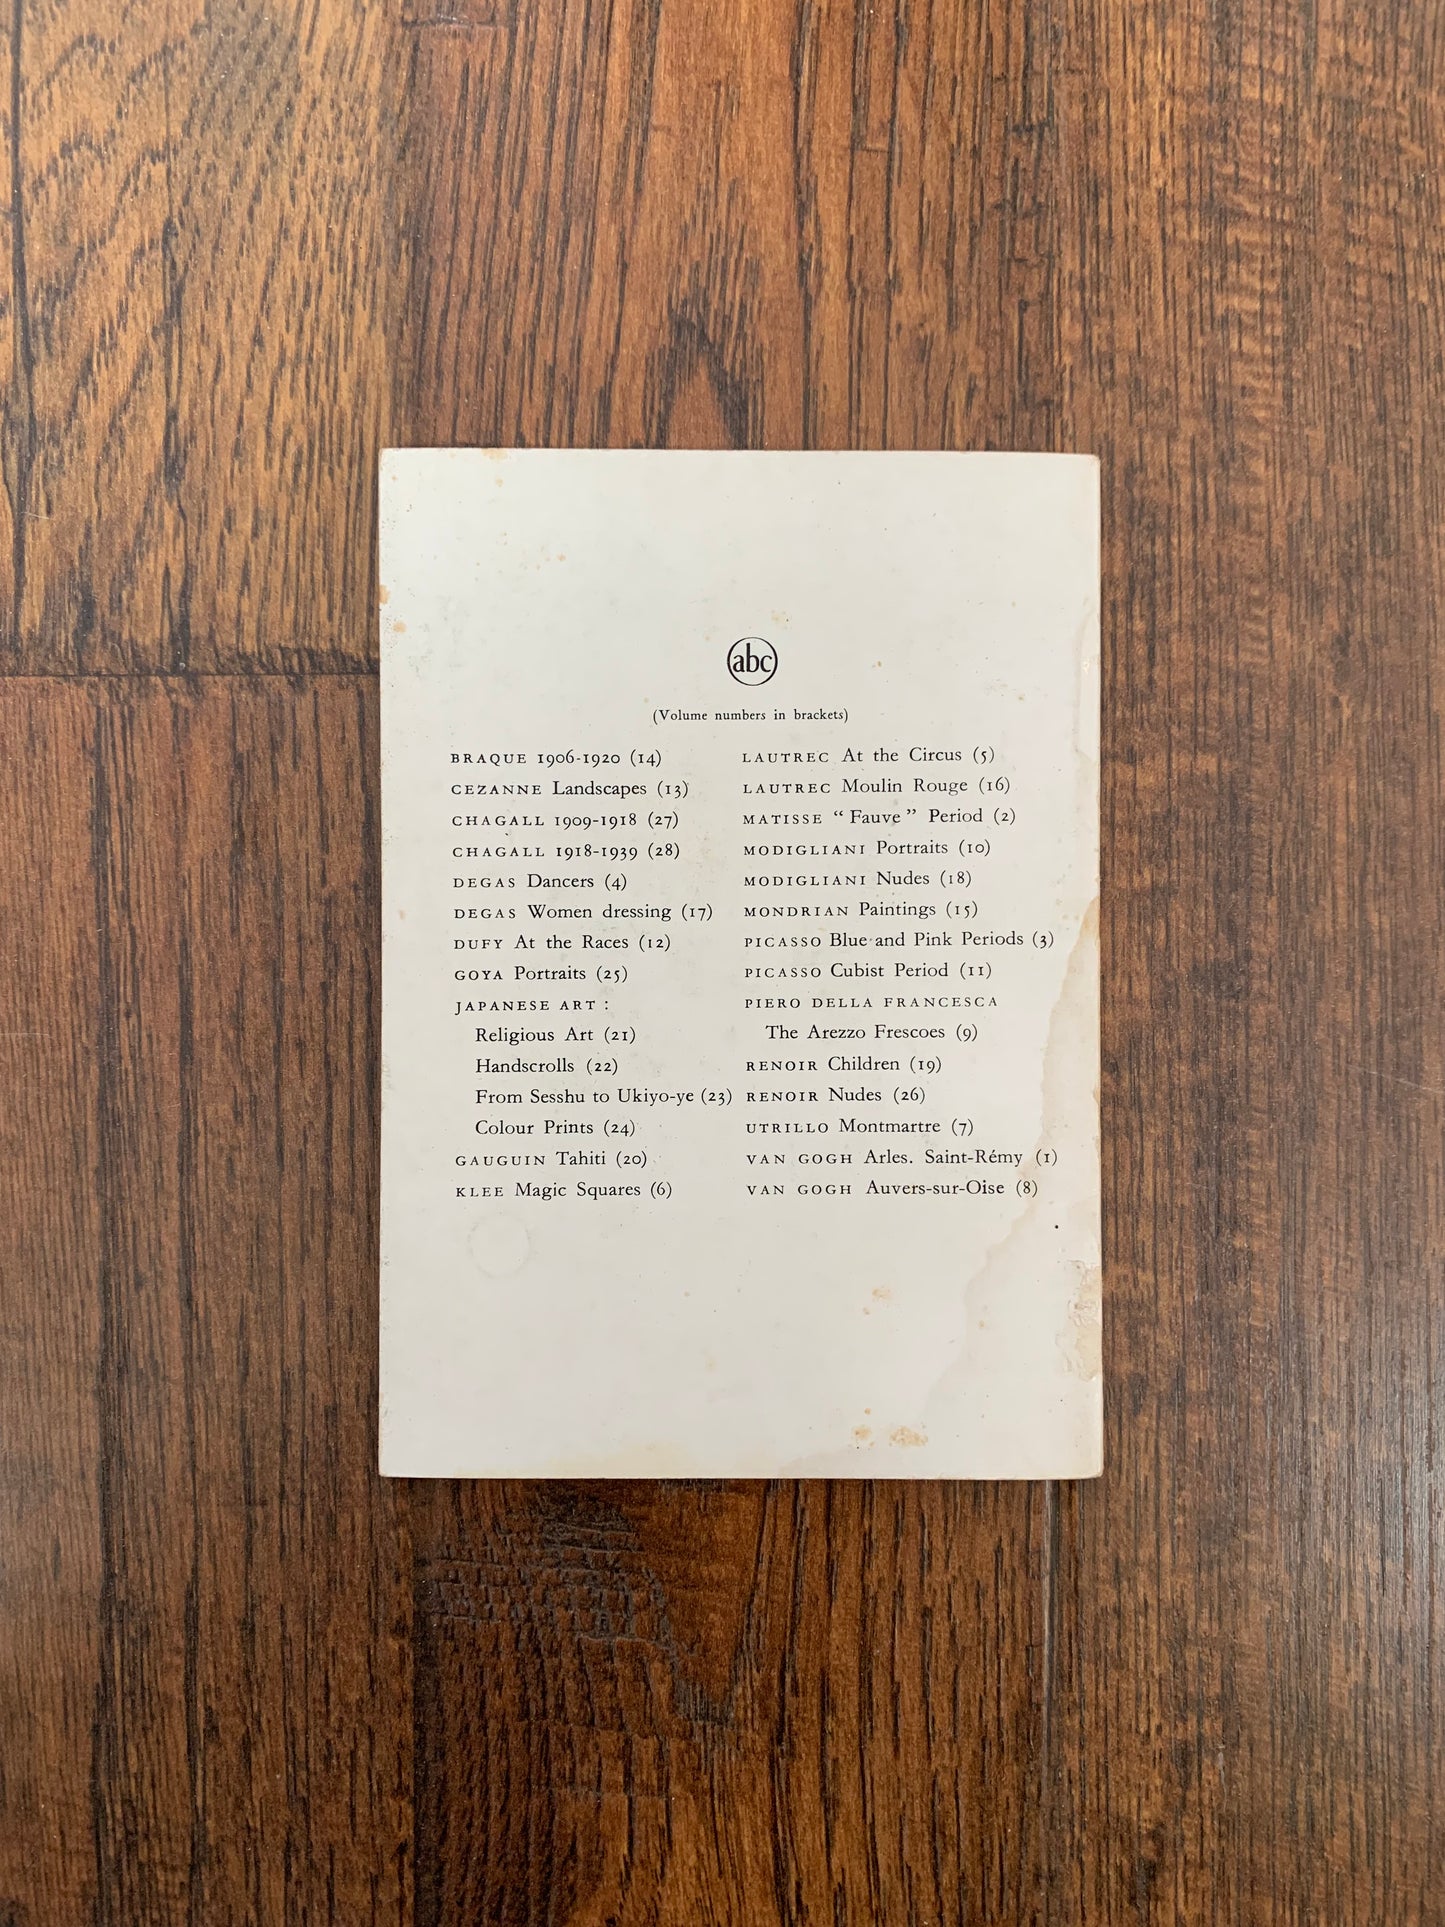 abc
(Volume numbers in brackets)
BRAQUE 1906-1920 (14)
CEZANNE Landscapes (13)
CHAGALL 1909-1918 (27)
CHAGALL 1918-1939 (28)
DEGAS Dancers (4)
DEGAS Women dressing (17)
DUFY At the Races (12)
GOYA Portraits (25)
JAPANESE ART :
Religious Art (21)
Handscrolls (22)
From Sesshu to Ukiyo-ye (23)
Colour Prints (24)
GAUGUIN Tahiti (20)
KLEE Magic Squares (6)
LAUTREC At the Circus (5)
LAUTREC Moulin Rouge (16)
MATISSE “ Fauve ” Period (2)
MODIGLIANI Portraits (10)
MODIGLIANI Nudes (18)
MONDRIAN Paintings (15)
PICASSO Blue and Pink Periods (3)
PICASSO Cubist Period (11)
PIERO DELLA FRANCESCA
The Arezzo Frescoes (9)
RENOIR Children (19)
RENOIR Nudes (26)
UTRILLO Montmartre (7)
VAN GOGH Arles. Saint-Rémy (1)
VAN GOGH Auvers-sur-Oise (8)